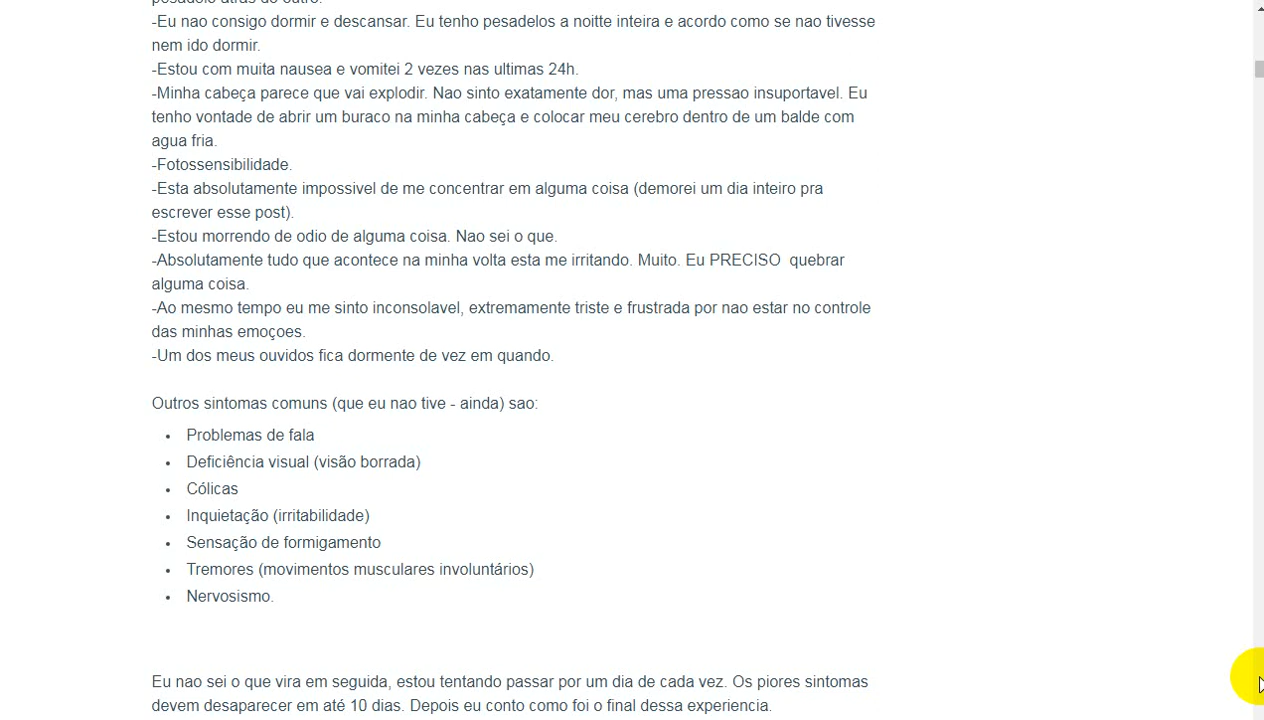 -Eu nao consigo dormir e descansar. Eu tenho pesadelos a noitte inteira e acordo como se nao tivesse
nem ido dormir.
-Estou com muita nausea e vomitei 2 vezes nas ultimas 24h.
-Minha cabeça parece que vai explodir. Nao sinto exatamente dor, mas uma pressao insuportavel. Eu
tenho vontade de abrir um buraco na minha cabeça e colocar meu cerebro dentro de um balde com
agua fria.
-Fotossensibilidade.
-Esta absolutamente impossivel de me concentrar em alguma coisa (demorei um dia inteiro pra
escrever esse post).
-Estou morrendo de odio de alguma coisa. Nao sei o que.
-Absolutamente tudo que acontece na minha volta esta me irritando. Muito. Eu PRECISO  quebrar
alguma coisa.
-Ao mesmo tempo eu me sinto inconsolavel, extremamente triste e frustrada por nao estar no controle
das minhas emoçoes.
-Um dos meus ouvidos fica dormente de vez em quando.
Outros sintomas comuns (que eu nao tive - ainda) sao:
• Problemas de fala
• Deficiência visual (visão borrada)
• Cólicas
• Inquietação (irritabilidade)
• Sensação de formigamento
• Tremores (movimentos musculares involuntários)
• Nervosismo.
Eu nao sei o que vira em seguida, estou tentando passar por um dia de cada vez. Os piores sintomas
devem desaparecer em até 10 dias. Depois eu conto como foi o final dessa experiencia.